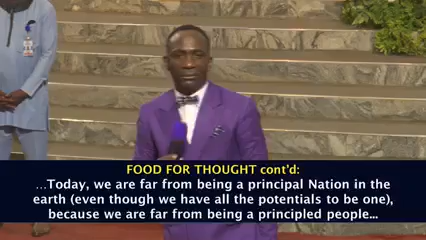 FOOD FOR THOUGHT cont’d:
…Today, we are far from being a principal Nation in the
earth (even though we have all the potentials to be one),
because we are far from being a principled people...